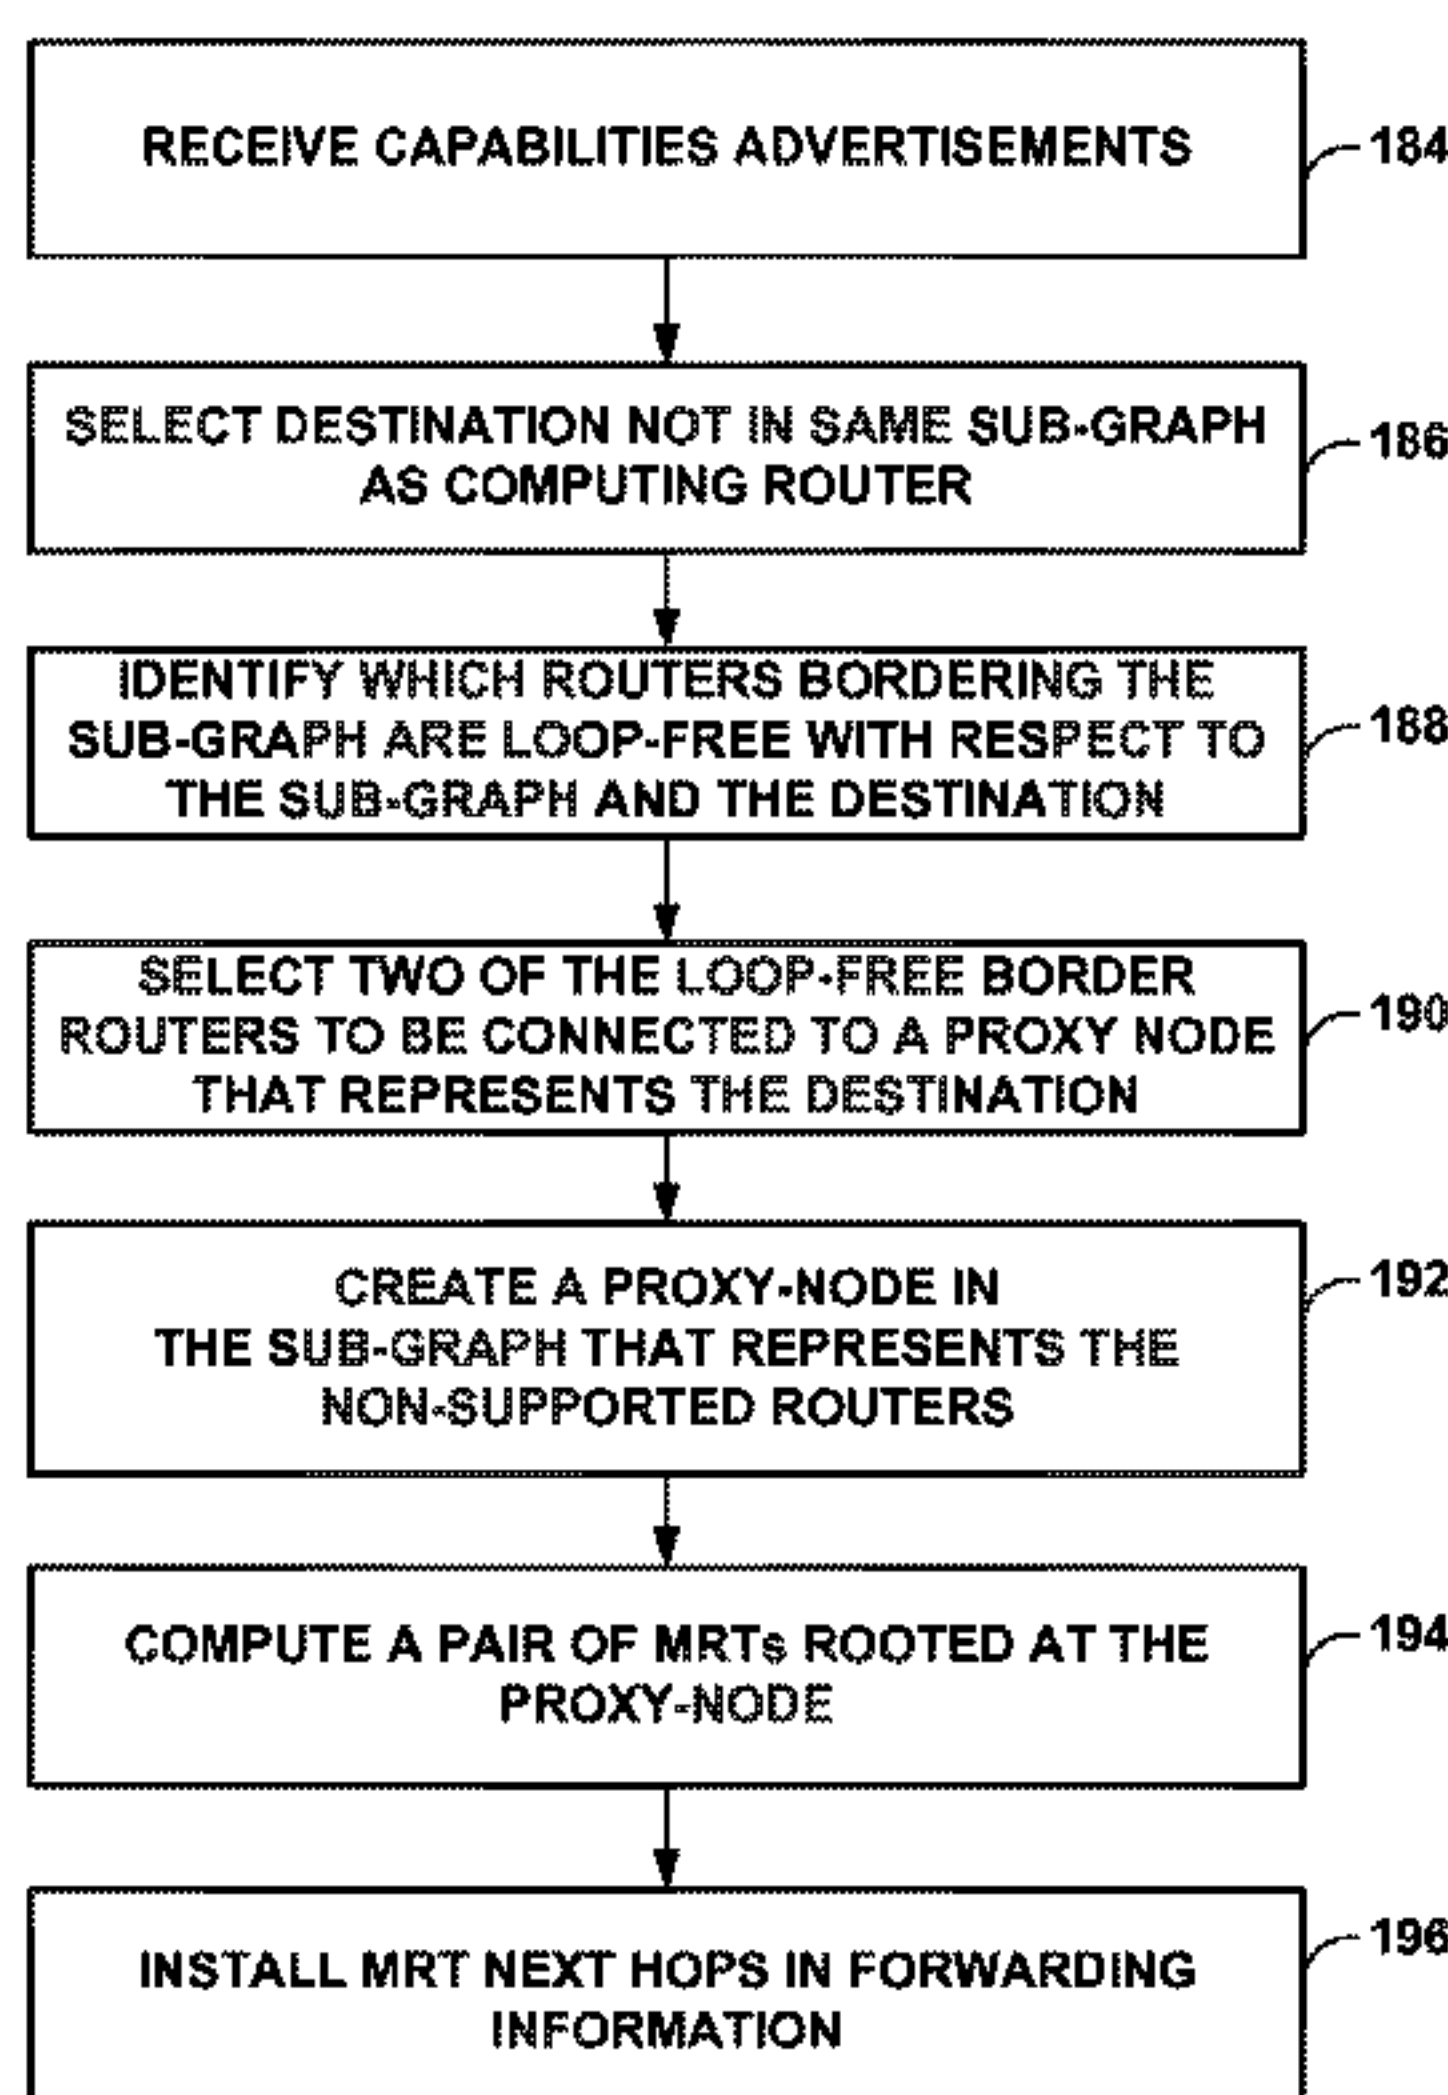 RECEIVE CAPABILITIES ADVERTISEMENTS
184
SELECT DESTINATION NOT IN SAME SUB-GRAPH
AS COMPUTING ROUTER
186
IDENTIFY WHICH ROUTERS BORDERING THE
SUB-GRAPH ARE LOOP-FREE WITH RESPECT TO
THE SUB-GRAPH AND THE DESTINATION
188
SELECT TWO OF THE LOOP-FREE BORDER
ROUTERS TO BE CONNECTED TO A PROXY NODE
THAT REPRESENTS THE DESTINATION
190
CREATE A PROXY-NODE IN
THE SUB-GRAPH THAT REPRESENTS THE
NON-SUPPORTED ROUTERS
192
COMPUTE A PAIR OF MRTs ROOTED AT THE
PROXY-NODE
194
INSTALL MRT NEXT HOPS IN FORWARDING
INFORMATION
196